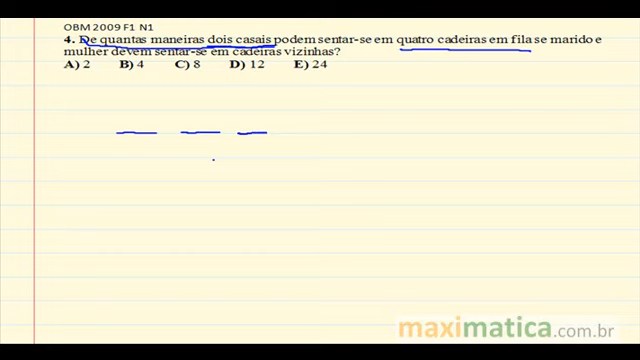 OBM 2009 F1 N1
4. De quantas maneiras dois casais podem sentar-se em quatro cadeiras em fila se marido e
mulher devem sentar-se em cadeiras vizinhas?
A) 2 B) 4 C) 8 D) 12 E) 24
maximatica.com.br